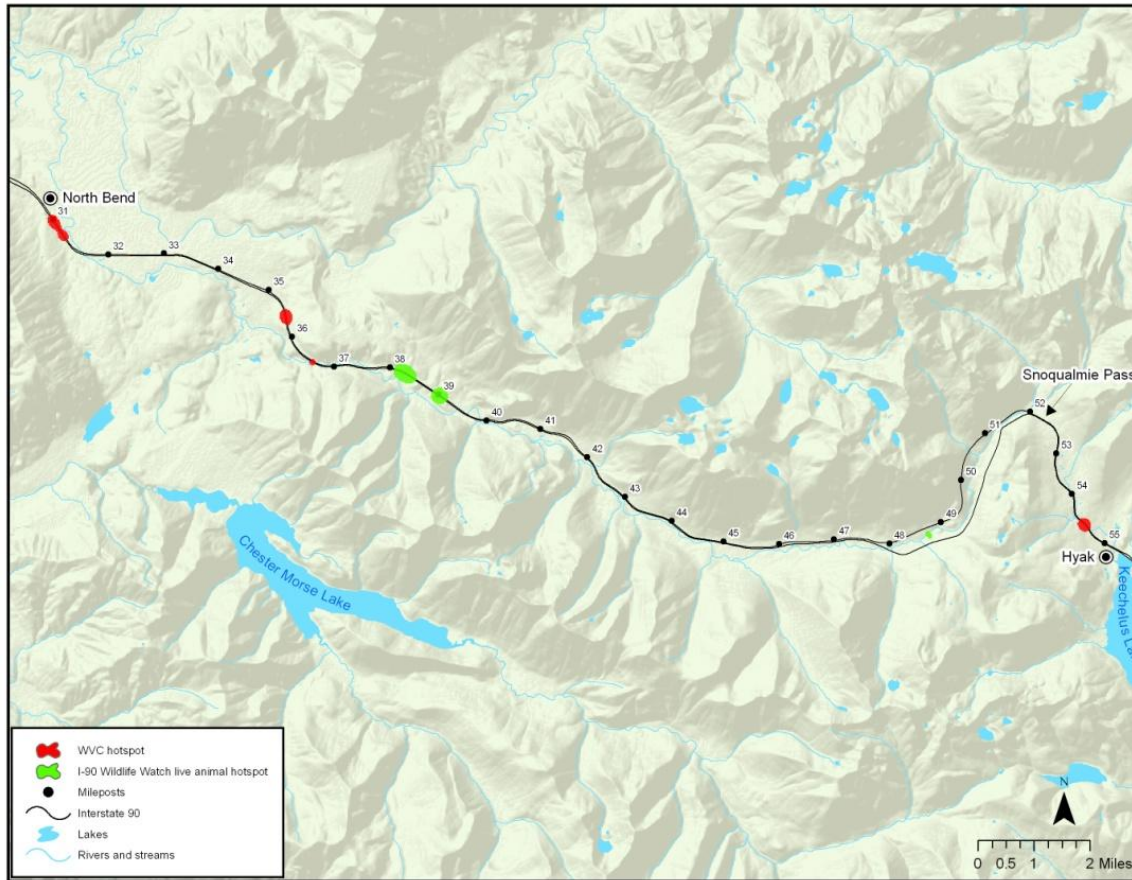 North Bend
31
32
33
34
35
36
37
38
39
40
41
42
43
44
45
46
47
48
49
50
51
52
Snoqualmie Pass
53
54
55
Hyak
Keechelus La
Chester Morse Lake
WVC hotspot
I-90 Wildlife Watch live animal hotspot
Mileposts
Interstate 90
Lakes
Rivers and streams
N
0 0.5 1 2 Miles